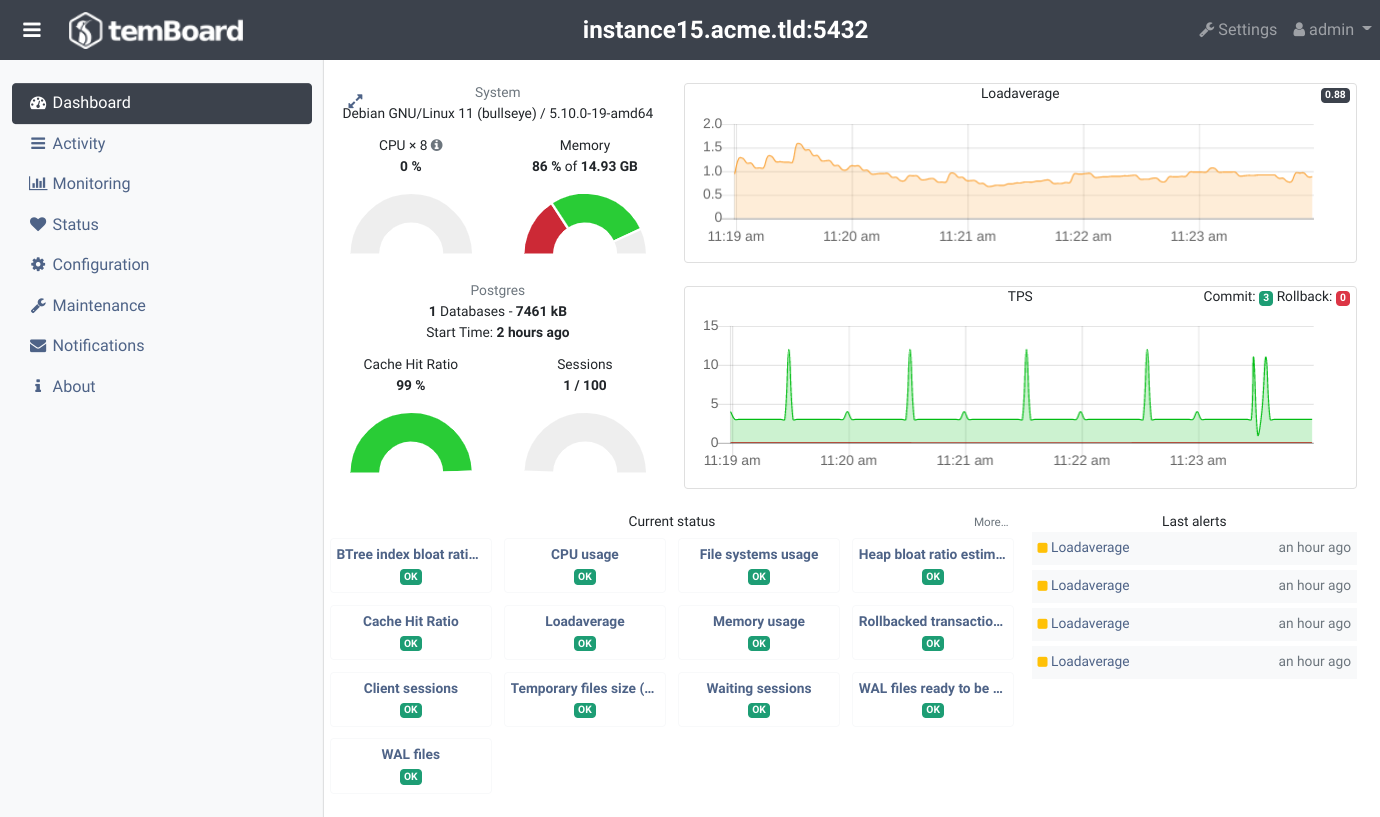 temBoard
instance15.acme.tld:5432
Settings
admin
Dashboard
Activity
Monitoring
Status
Configuration
Maintenance
Notifications
About
System
Debian GNU/Linux 11 (bullseye) / 5.10.0-19-amd64
CPU × 8
0 %
Memory
86 % of 14.93 GB
Postgres
1 Databases - 7461 kB
Start Time: 2 hours ago
Cache Hit Ratio
99 %
Sessions
1 / 100
Loadaverage
0.88
2.0
1.5
1.0
0.5
0
11:19 am 11:20 am 11:21 am 11:22 am 11:23 am
TPS
Commit: 3 Rollback: 0
15
10
5
0
11:19 am 11:20 am 11:21 am 11:22 am 11:23 am
Current status
More...
BTree index bloat rati...
OK
CPU usage
OK
File systems usage
OK
Heap bloat ratio estim...
OK
Cache Hit Ratio
OK
Loadaverage
OK
Memory usage
OK
Rollbacked transactio...
OK
Client sessions
OK
Temporary files size (...
OK
Waiting sessions
OK
WAL files ready to be ...
OK
WAL files
OK
Last alerts
Loadaverage an hour ago
Loadaverage an hour ago
Loadaverage an hour ago
Loadaverage an hour ago